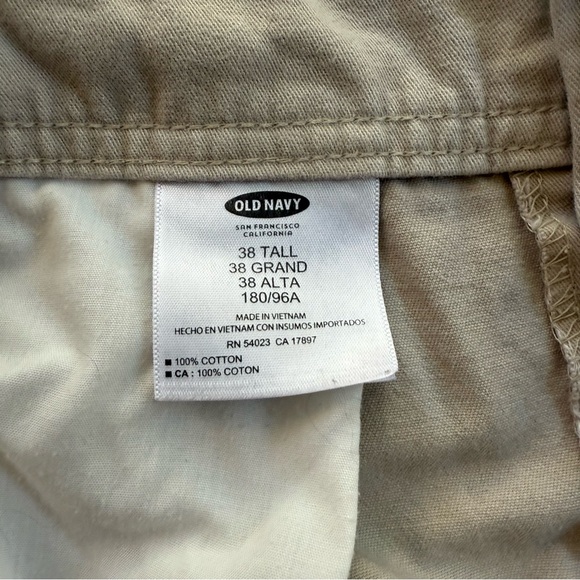 OLD NAVY
SAN FRANCISCO
CALIFORNIA
38 TALL
38 GRAND
38 ALTA
180/96A
MADE IN VIETNAM
HECHO EN VIETNAM CON INSUMOS IMPORTADOS
RN 54023 CA 17897
■ 100% COTTON
■ CA : 100% COTON